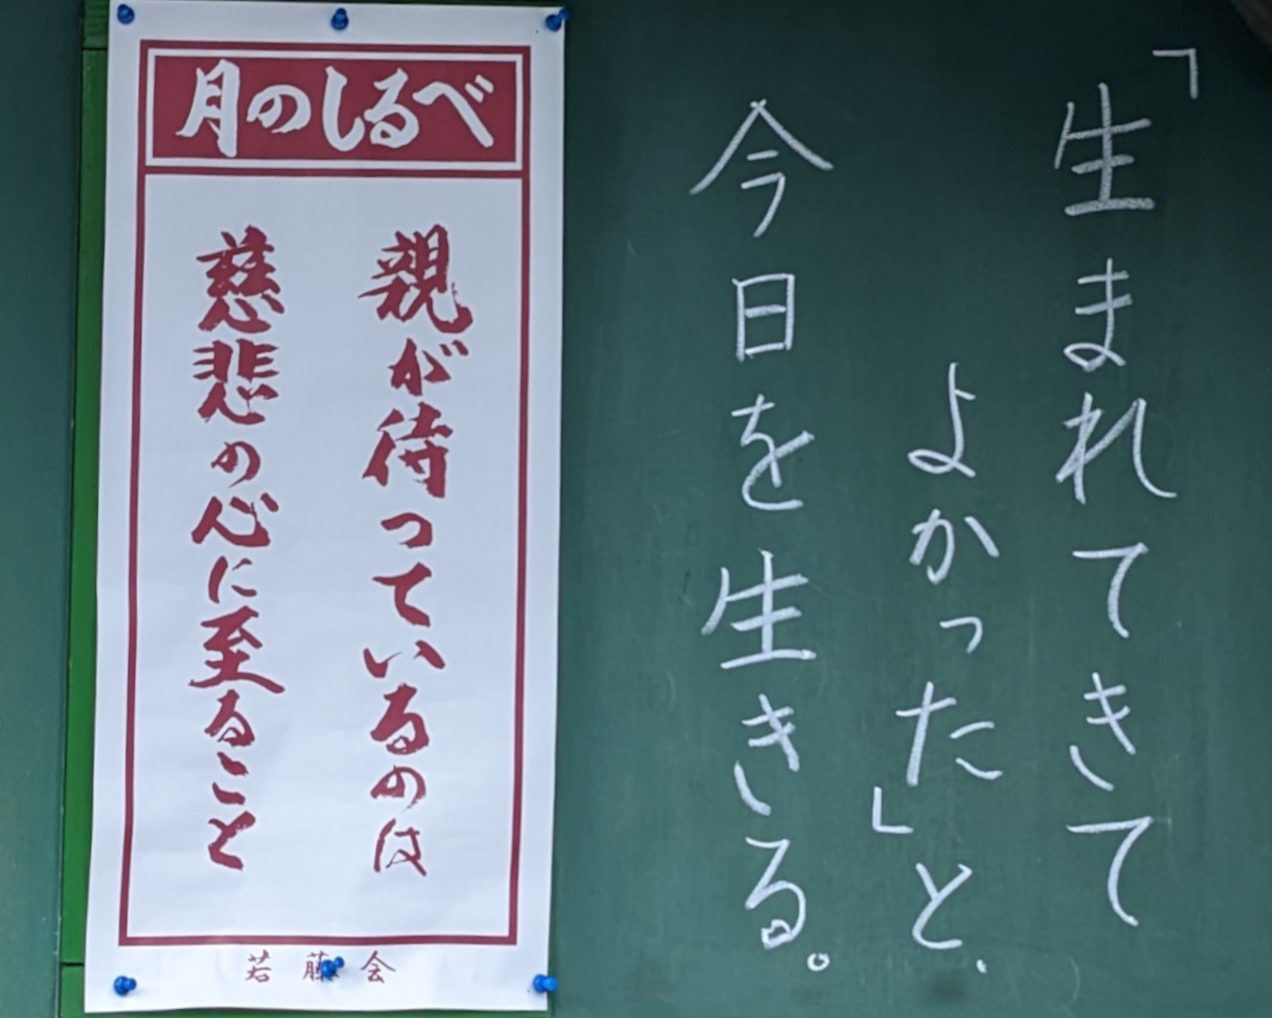 「生まれてきて
よかった」と、
今日を生きる。
月のしるべ
親が待っているのは
慈悲の心に至ること
若藤会